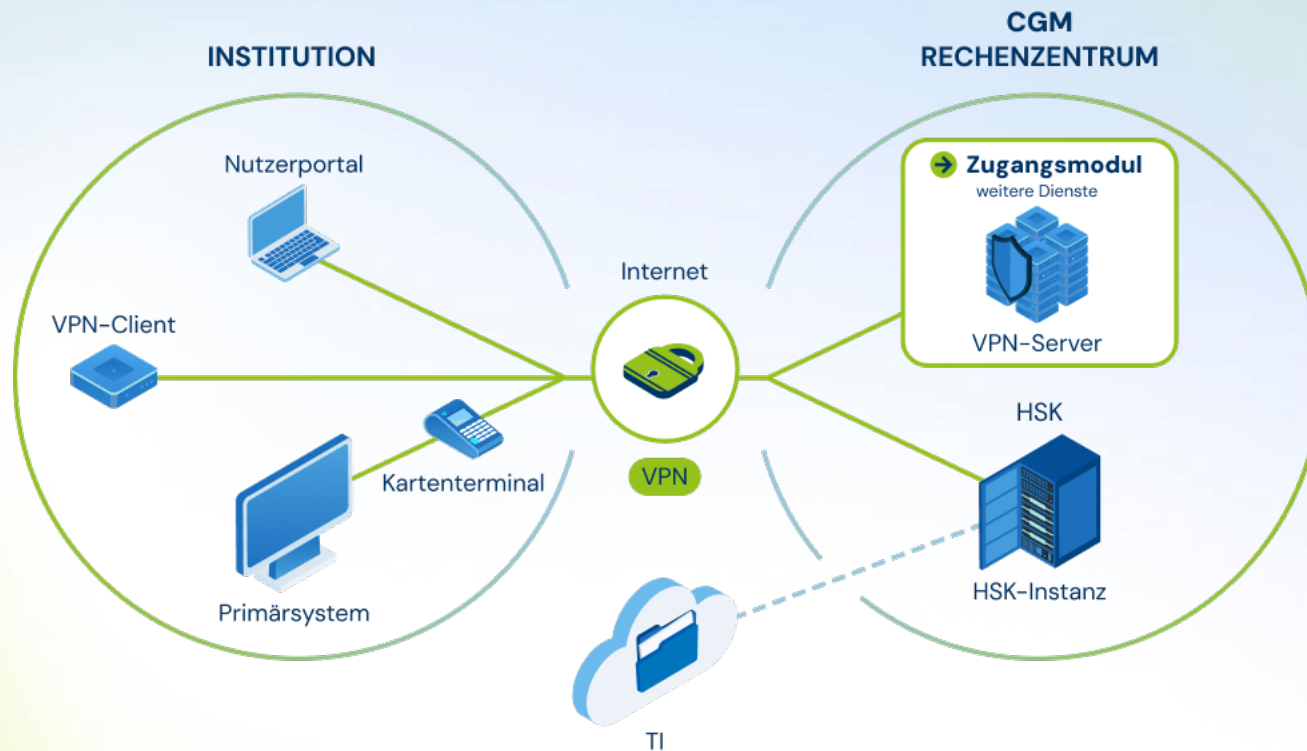 INSTITUTION
CGM
RECHENZENTRUM
Nutzerportal
VPN-Client
Kartenterminal
Primärsystem
Internet
VPN
Zugangsmodul
weitere Dienste
VPN-Server
HSK
HSK-Instanz
TI